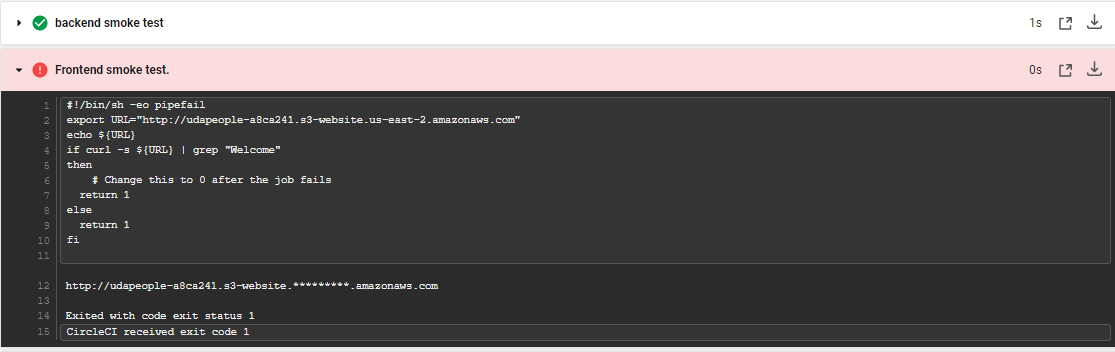 backend smoke test 1s
Frontend smoke test. 0s
1 #!/bin/sh -eo pipefail
2 export URL="http://udapeople-a8ca241.s3-website.us-east-2.amazonaws.com"
3 echo ${URL}
4 if curl -s ${URL} | grep "Welcome"
5 then
6 # Change this to 0 after the job fails
7 return 1
8 else
9 return 1
10 fi
11
12 http://udapeople-a8ca241.s3-website.*********.amazonaws.com
13
14 Exited with code exit status 1
15 CircleCI received exit code 1